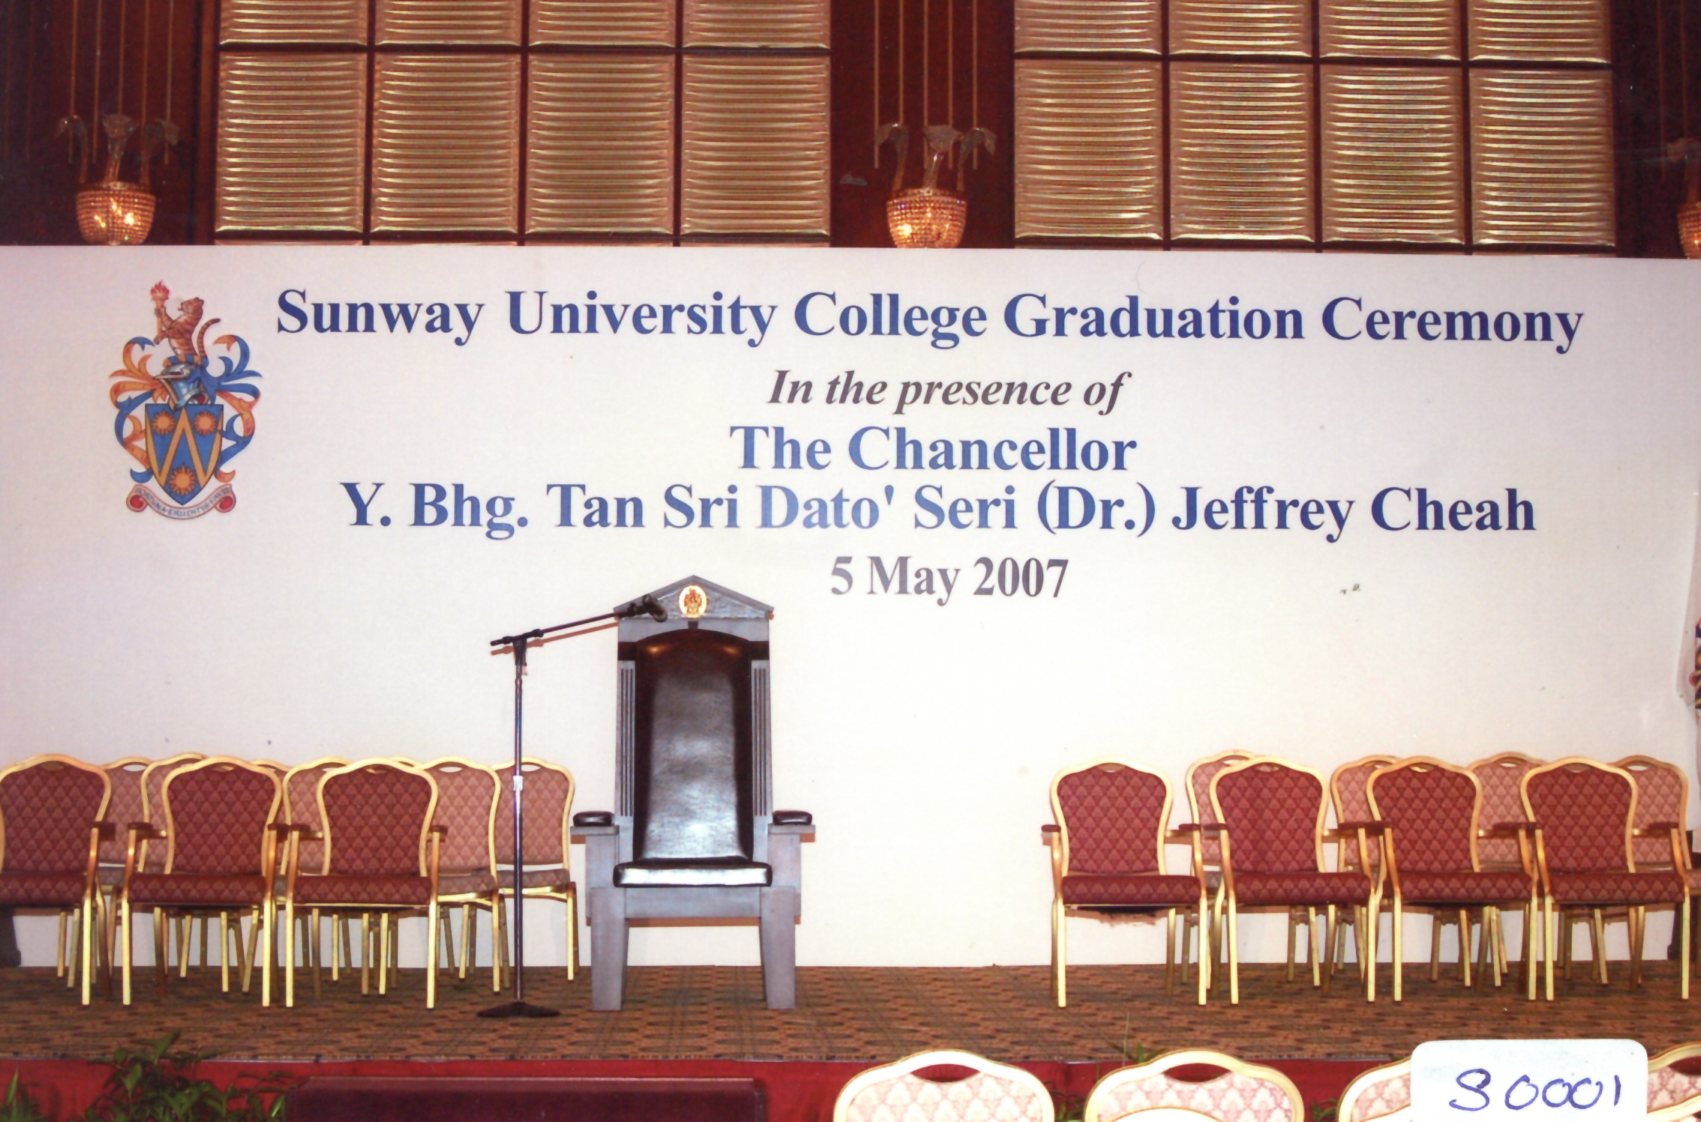 Sunway University College Graduation Ceremony
In the presence of
The Chancellor
Y. Bhg. Tan Sri Dato' Seri (Dr.) Jeffrey Cheah
5 May 2007
S0001